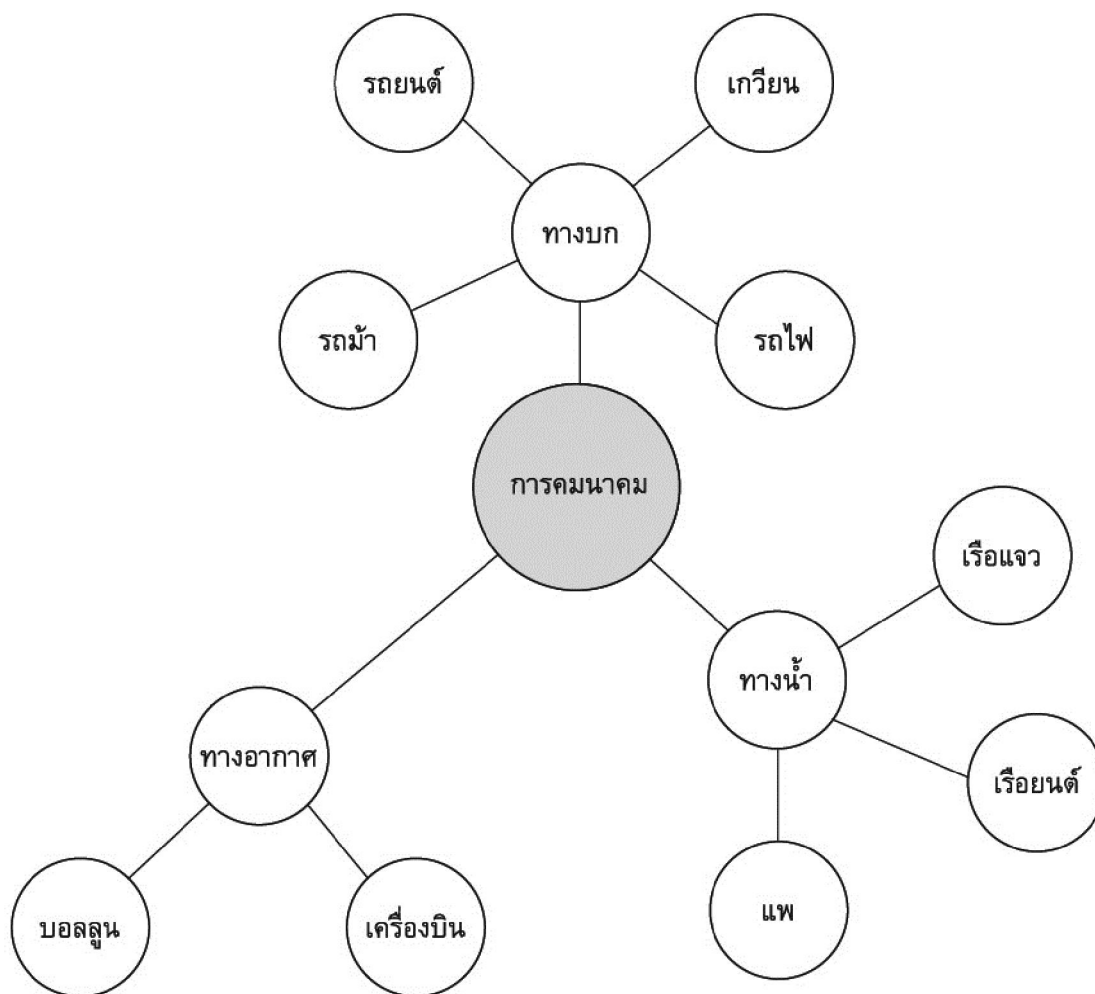 รถยนต์
เกวียน
ทางบก
รถม้า
รถไฟ
การคมนาคม
เรือแจว
ทางน้ำ
ทางอากาศ
เรือยนต์
แพ
บอลลูน
เครื่องบิน